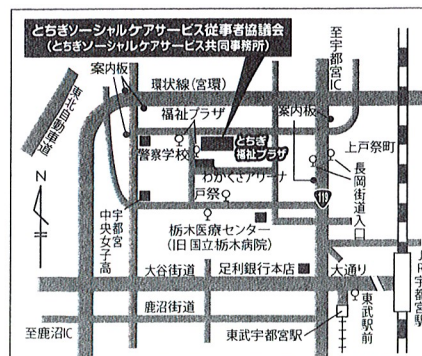 とちぎソーシャルケアサービス従事者協議会
(とちぎソーシャルケアサービス共同事務所)
至宇都宮IC
案内板
環状線(宮環)
東北自動車道
福祉プラザ
案内板
警察学校
とちぎ
福祉プラザ
上戸祭町
わかくさアリーナ
長岡街道入口
N
戸祭
119
宇都宮
中央女子高
栃木医療センター
(旧国立栃木病院)
大谷街道
足利銀行本店
大通り
JR宇都宮駅
鹿沼街道
東武駅前
至鹿沼IC
東武宇都宮駅